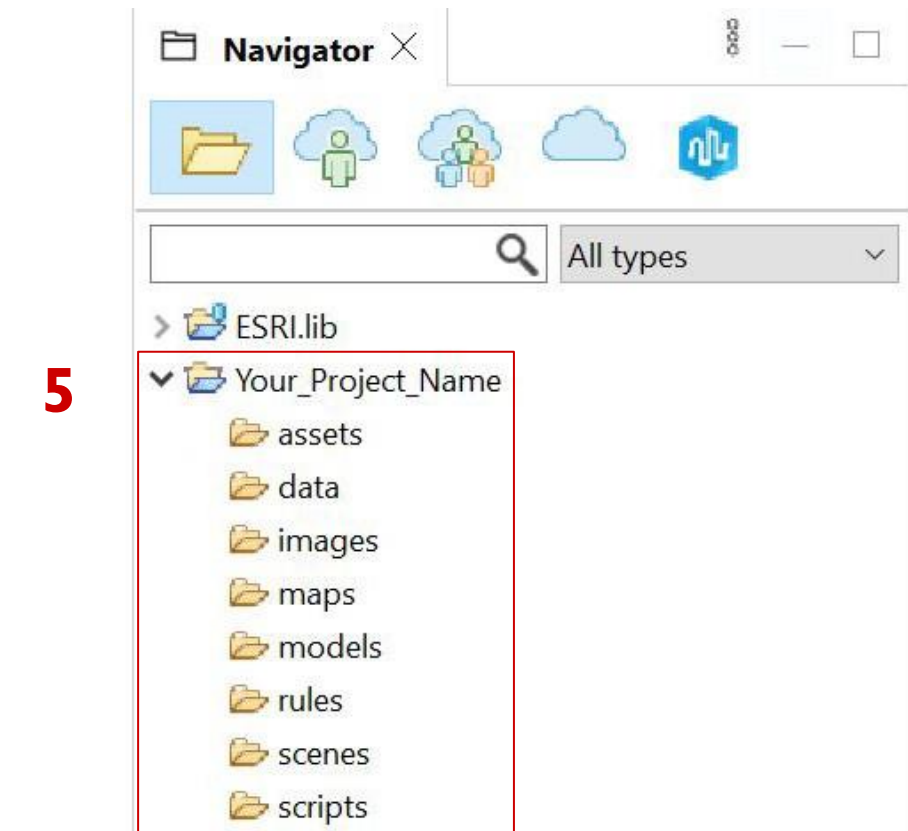 Navigator
All types
ESRI.lib
5
Your_Project_Name
assets
data
images
maps
models
rules
scenes
scripts